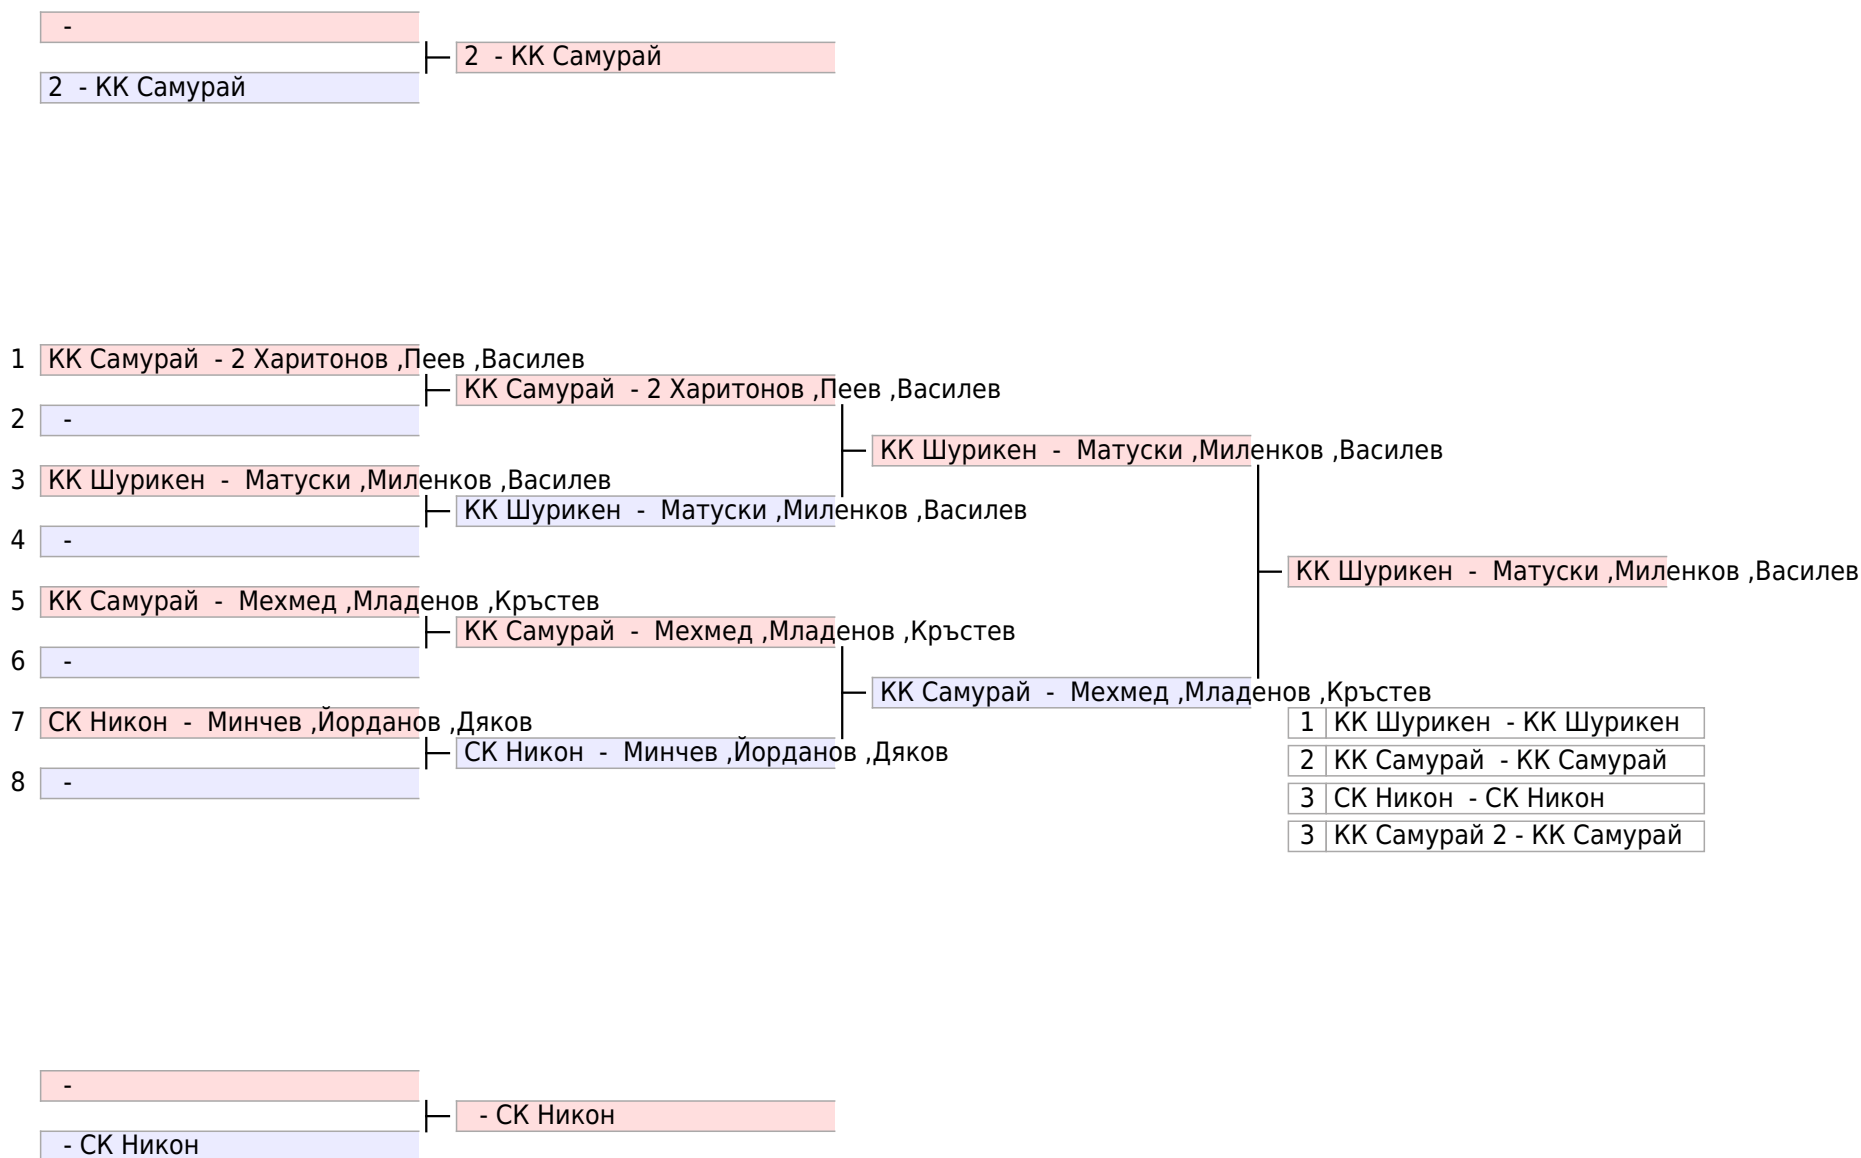 -
2 - КК Самурай
2 - КК Самурай
1 КК Самурай - 2 Харитонов ,Пеев ,Василев
КК Самурай - 2 Харитонов ,Пеев ,Василев
2 -
КК Шурикен - Матуски ,Миленков ,Василев
3 КК Шурикен - Матуски ,Миленков ,Василев
КК Шурикен - Матуски ,Миленков ,Василев
4 -
КК Шурикен - Матуски ,Миленков ,Василев
5 КК Самурай - Мехмед ,Младенов ,Кръстев
КК Самурай - Мехмед ,Младенов ,Кръстев
6 -
КК Самурай - Мехмед ,Младенов ,Кръстев
7 СК Никон - Минчев ,Йорданов ,Дяков
СК Никон - Минчев ,Йорданов ,Дяков
8 -
1 КК Шурикен - КК Шурикен
2 КК Самурай - КК Самурай
3 СК Никон - СК Никон
3 КК Самурай 2 - КК Самурай
-
- СК Никон
- СК Никон